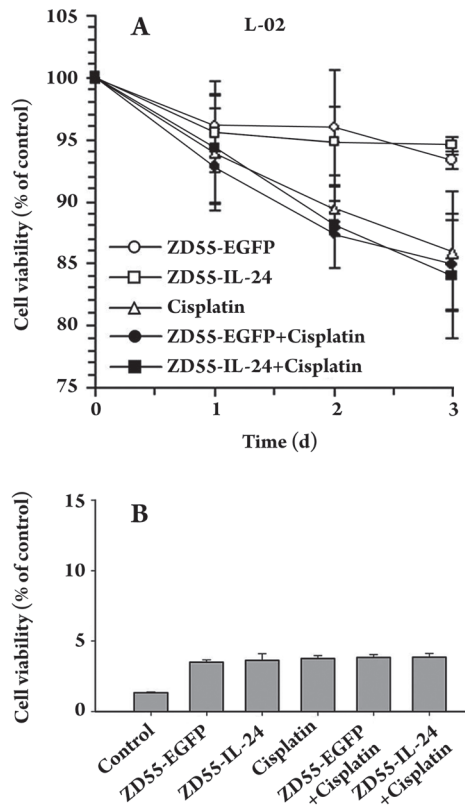 A
L-02
105
100
95
90
85
80
75
Cell viability (% of control)
ZD55-EGFP
ZD55-IL-24
Cisplatin
ZD55-EGFP+Cisplatin
ZD55-IL-24+Cisplatin
0
1
2
3
Time (d)
B
15
10
5
0
Cell viability (% of control)
Control
ZD55-EGFP
ZD55-IL-24
Cisplatin
ZD55-EGFP
+Cisplatin
ZD55-IL-24
+Cisplatin